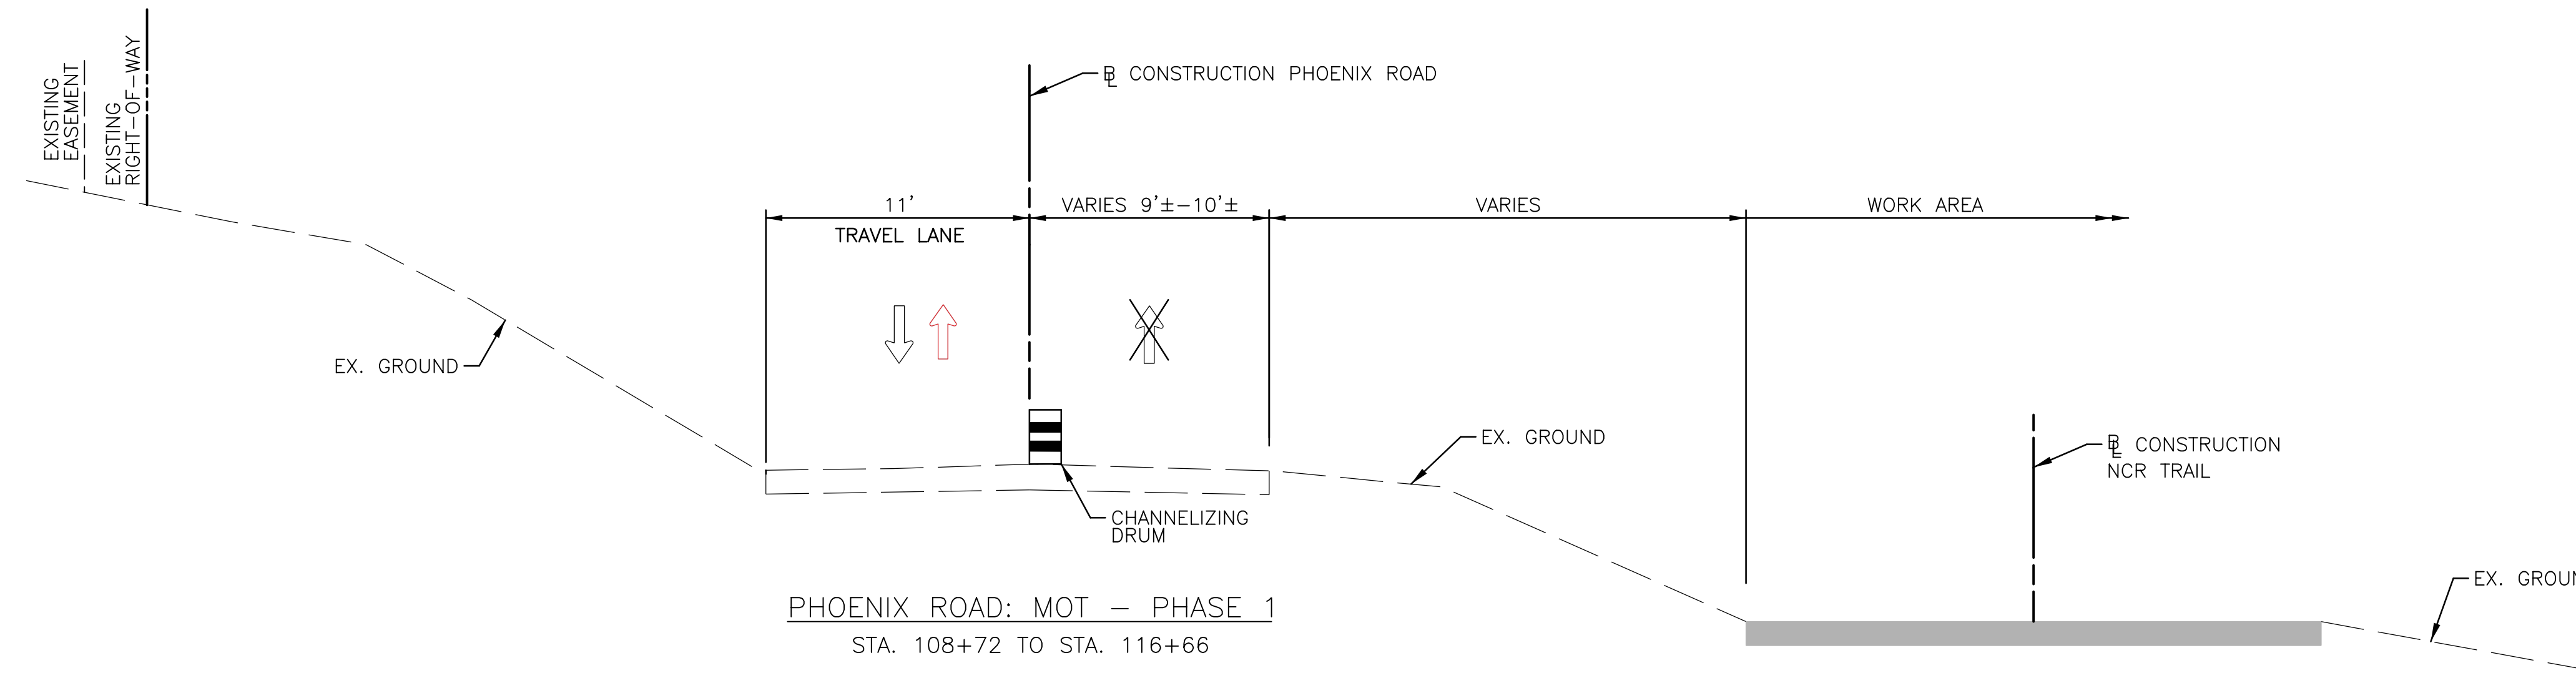 EXISTING
EASEMENT
EXISTING
RIGHT-OF-WAY
℄ CONSTRUCTION PHOENIX ROAD
11'
TRAVEL LANE
VARIES 9'±-10'±
VARIES
WORK AREA
EX. GROUND
EX. GROUND
BL CONSTRUCTION
NCR TRAIL
CHANNELIZING
DRUM
EX. GROUN
PHOENIX ROAD: MOT - PHASE 1
STA. 108+72 TO STA. 116+66